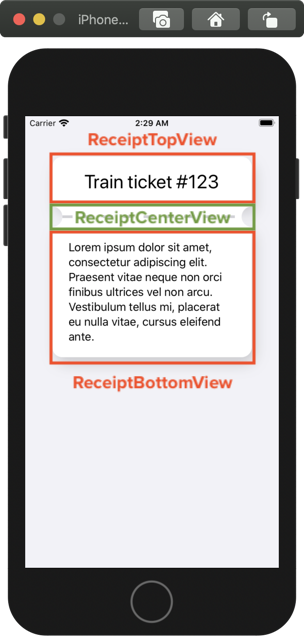 iPhone...
Carrier 2:29 AM
ReceiptTopView
Train ticket #123
ReceiptCenterView
Lorem ipsum dolor sit amet,
consectetur adipiscing elit.
Praesent vitae neque non orci
finibus ultrices vel non arcu.
Vestibulum tellus mi, placerat
eu nulla vitae, cursus eleifend
ante.
ReceiptBottomView